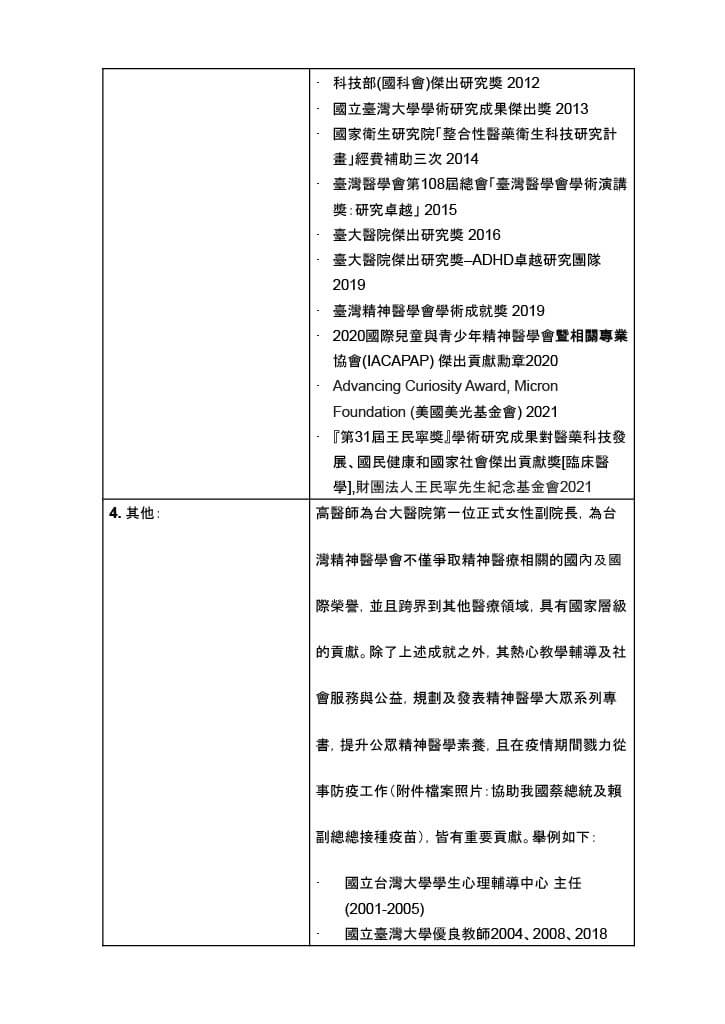 · 科技部(國科會)傑出研究獎 2012
· 國立臺灣大學學術研究成果傑出獎 2013
· 國家衛生研究院「整合性醫藥衛生科技研究計
畫」經費補助三次 2014
· 臺灣醫學會第108屆總會「臺灣醫學會學術演講
獎：研究卓越」 2015
· 臺大醫院傑出研究獎 2016
· 臺大醫院傑出研究獎–ADHD卓越研究團隊
2019
· 臺灣精神醫學會學術成就獎 2019
· 2020國際兒童與青少年精神醫學會暨相關專業
協會(IACAPAP) 傑出貢獻勳章2020
· Advancing Curiosity Award, Micron
Foundation (美國美光基金會) 2021
· 『第31屆王民寧獎』學術研究成果對醫藥科技發
展、國民健康和國家社會傑出貢獻獎[臨床醫
學],財團法人王民寧先生紀念基金會2021
4. 其他：
高醫師為台大醫院第一位正式女性副院長，為台
灣精神醫學會不僅爭取精神醫療相關的國內及國
際榮譽，並且跨界到其他醫療領域，具有國家層級
的貢獻。除了上述成就之外，其熱心教學輔導及社
會服務與公益，規劃及發表精神醫學大眾系列專
書，提升公眾精神醫學素養，且在疫情期間戮力從
事防疫工作（附件檔案照片：協助我國蔡總統及賴
副總總接種疫苗），皆有重要貢獻。舉例如下：
· 國立台灣大學學生心理輔導中心 主任
(2001-2005)
· 國立臺灣大學優良教師2004、2008、2018